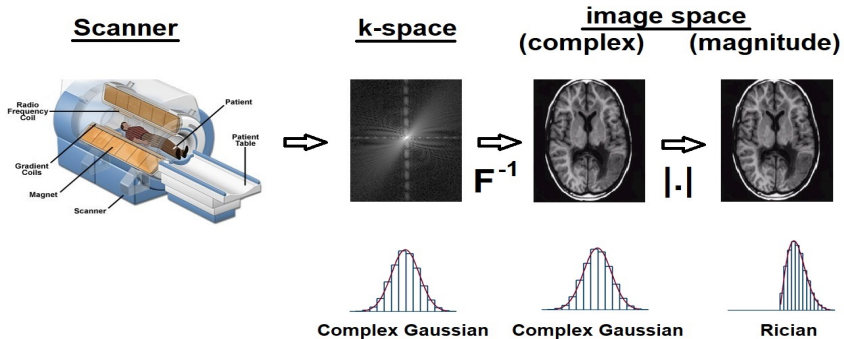 Scanner
k-space
image space
(complex)
(magnitude)
Radio
Frequency
Coil
Patient
Patient
Table
Gradient
Coils
Magnet
Scanner
F-1
|.|
Complex Gaussian
Complex Gaussian
Rician